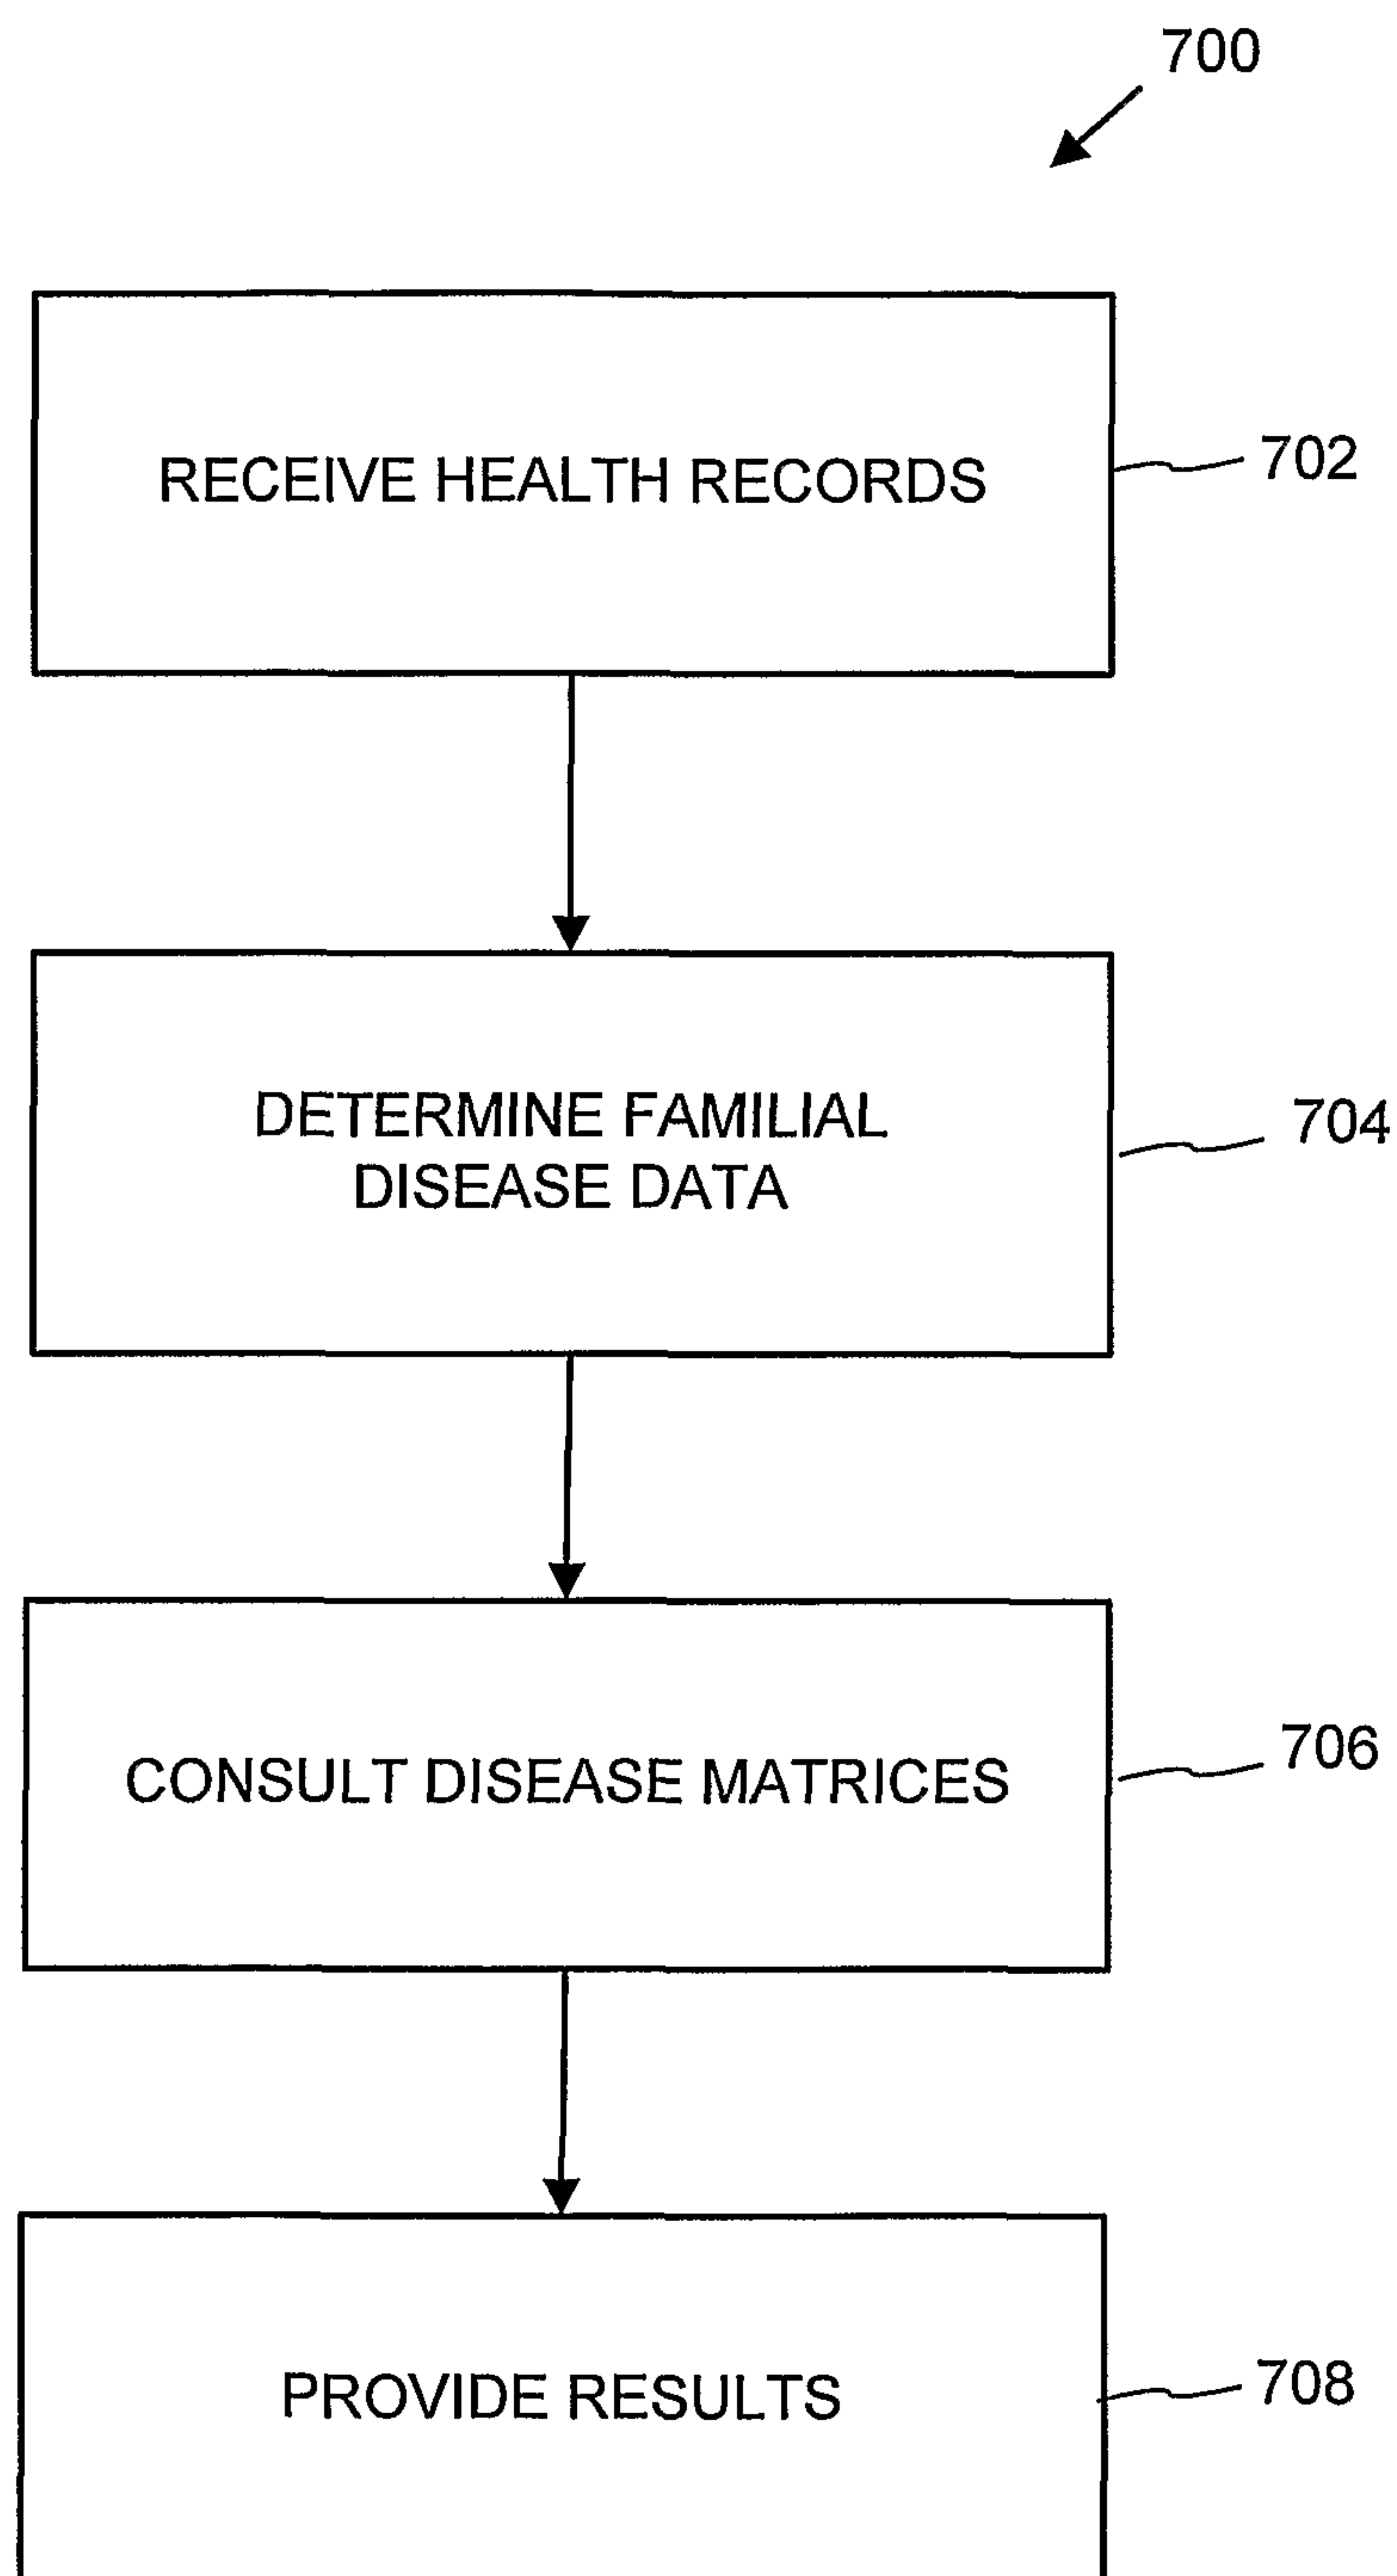 700
RECEIVE HEALTH RECORDS
702
DETERMINE FAMILIAL
DISEASE DATA
704
CONSULT DISEASE MATRICES
706
PROVIDE RESULTS
708